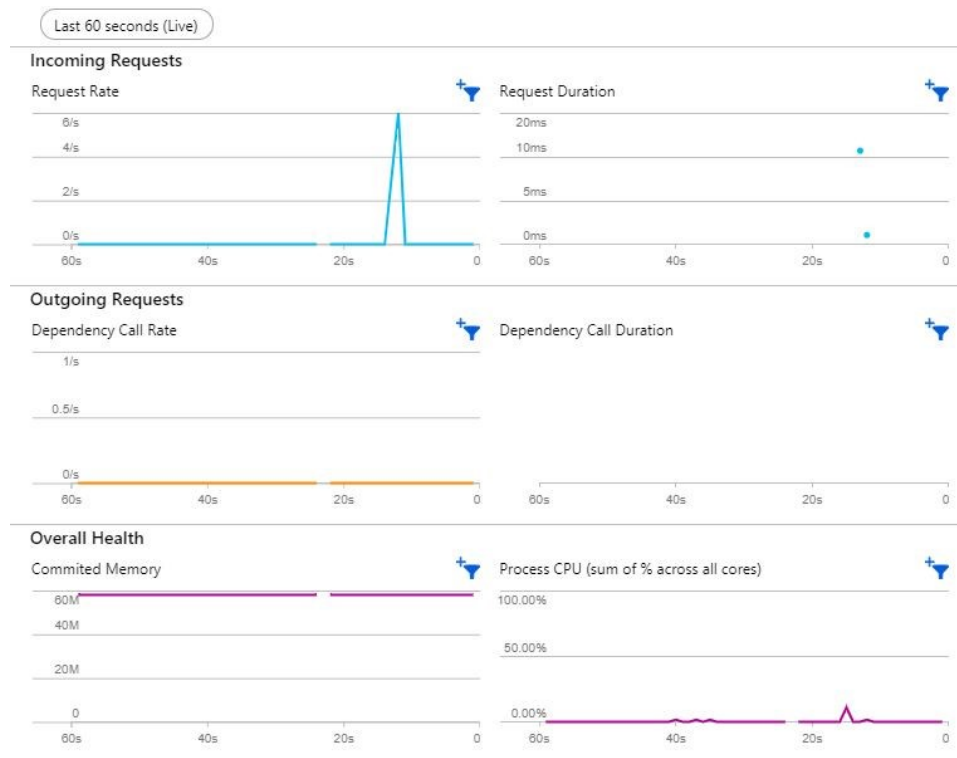 Last 60 seconds (Live)
Incoming Requests
Request Rate
6/s
4/s
2/s
0/s
60s 40s 20s 0
Request Duration
20ms
10ms
5ms
0ms
60s 40s 20s 0
Outgoing Requests
Dependency Call Rate
1/s
0.5/s
0/s
60s 40s 20s 0
Dependency Call Duration
60s 40s 20s 0
Overall Health
Commited Memory
60M
40M
20M
0
60s 40s 20s 0
Process CPU (sum of % across all cores)
100.00%
50.00%
0.00%
60s 40s 20s 0